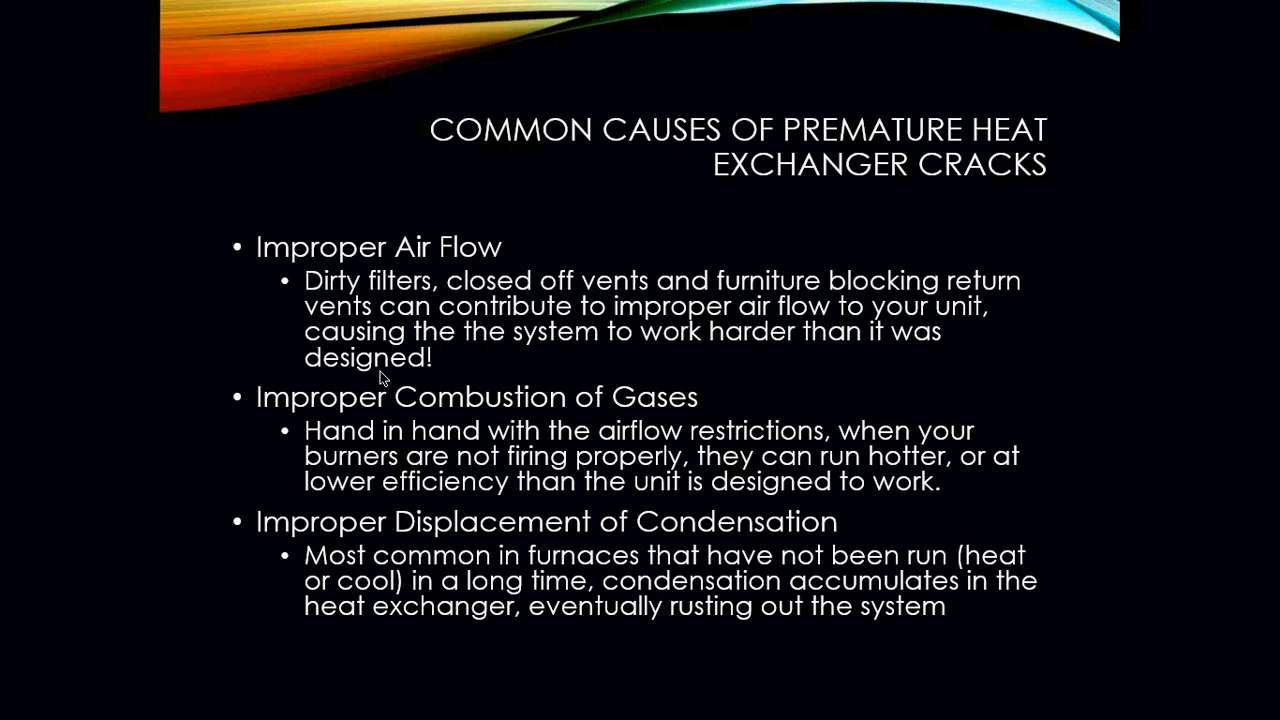 COMMON CAUSES OF PREMATURE HEAT
EXCHANGER CRACKS
• Improper Air Flow
• Dirty filters, closed off vents and furniture blocking return
vents can contribute to improper air flow to your unit,
causing the the system to work harder than it was
designed!
• Improper Combustion of Gases
• Hand in hand with the airflow restrictions, when your
burners are not firing properly, they can run hotter, or at
lower efficiency than the unit is designed to work.
• Improper Displacement of Condensation
• Most common in furnaces that have not been run (heat
or cool) in a long time, condensation accumulates in the
heat exchanger, eventually rusting out the system